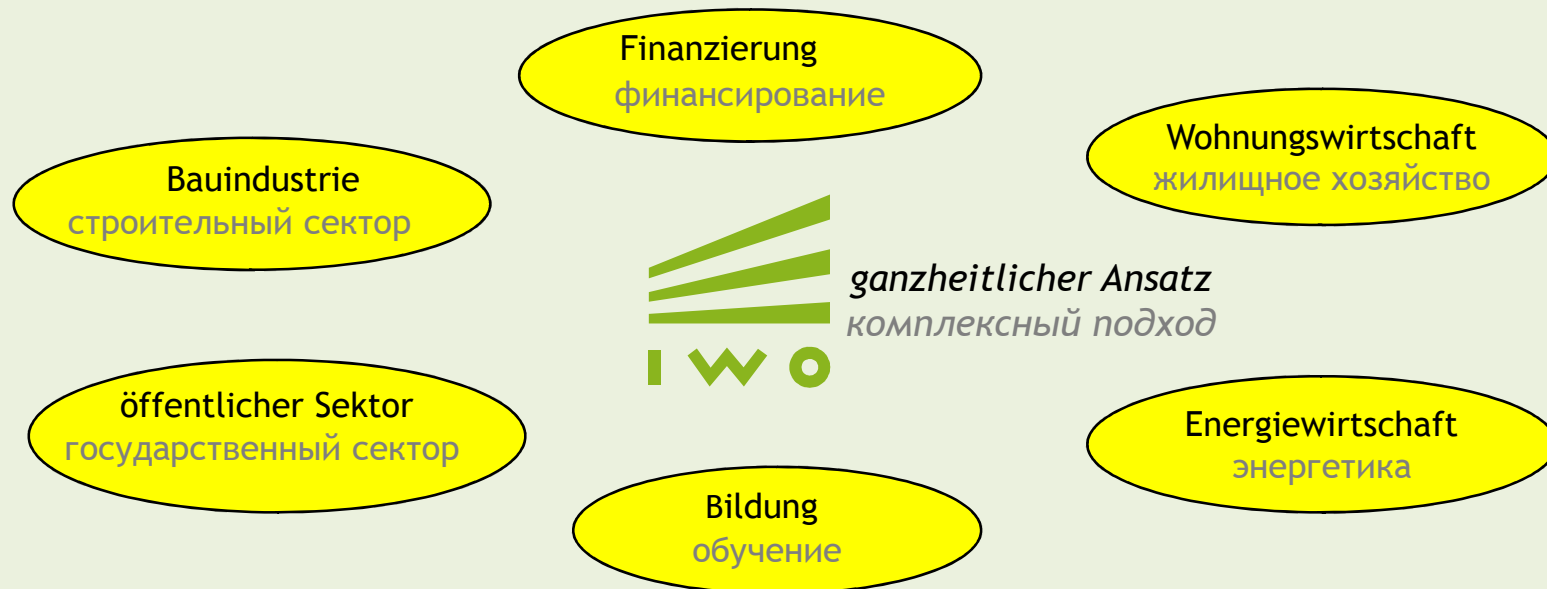 Finanzierung
финансирование
Wohnungswirtschaft
жилищное хозяйство
Bauindustrie
строительный сектор
ganzheitlicher Ansatz
комплексный подход
IWO
öffentlicher Sektor
государственный сектор
Energiewirtschaft
энергетика
Bildung
обучение